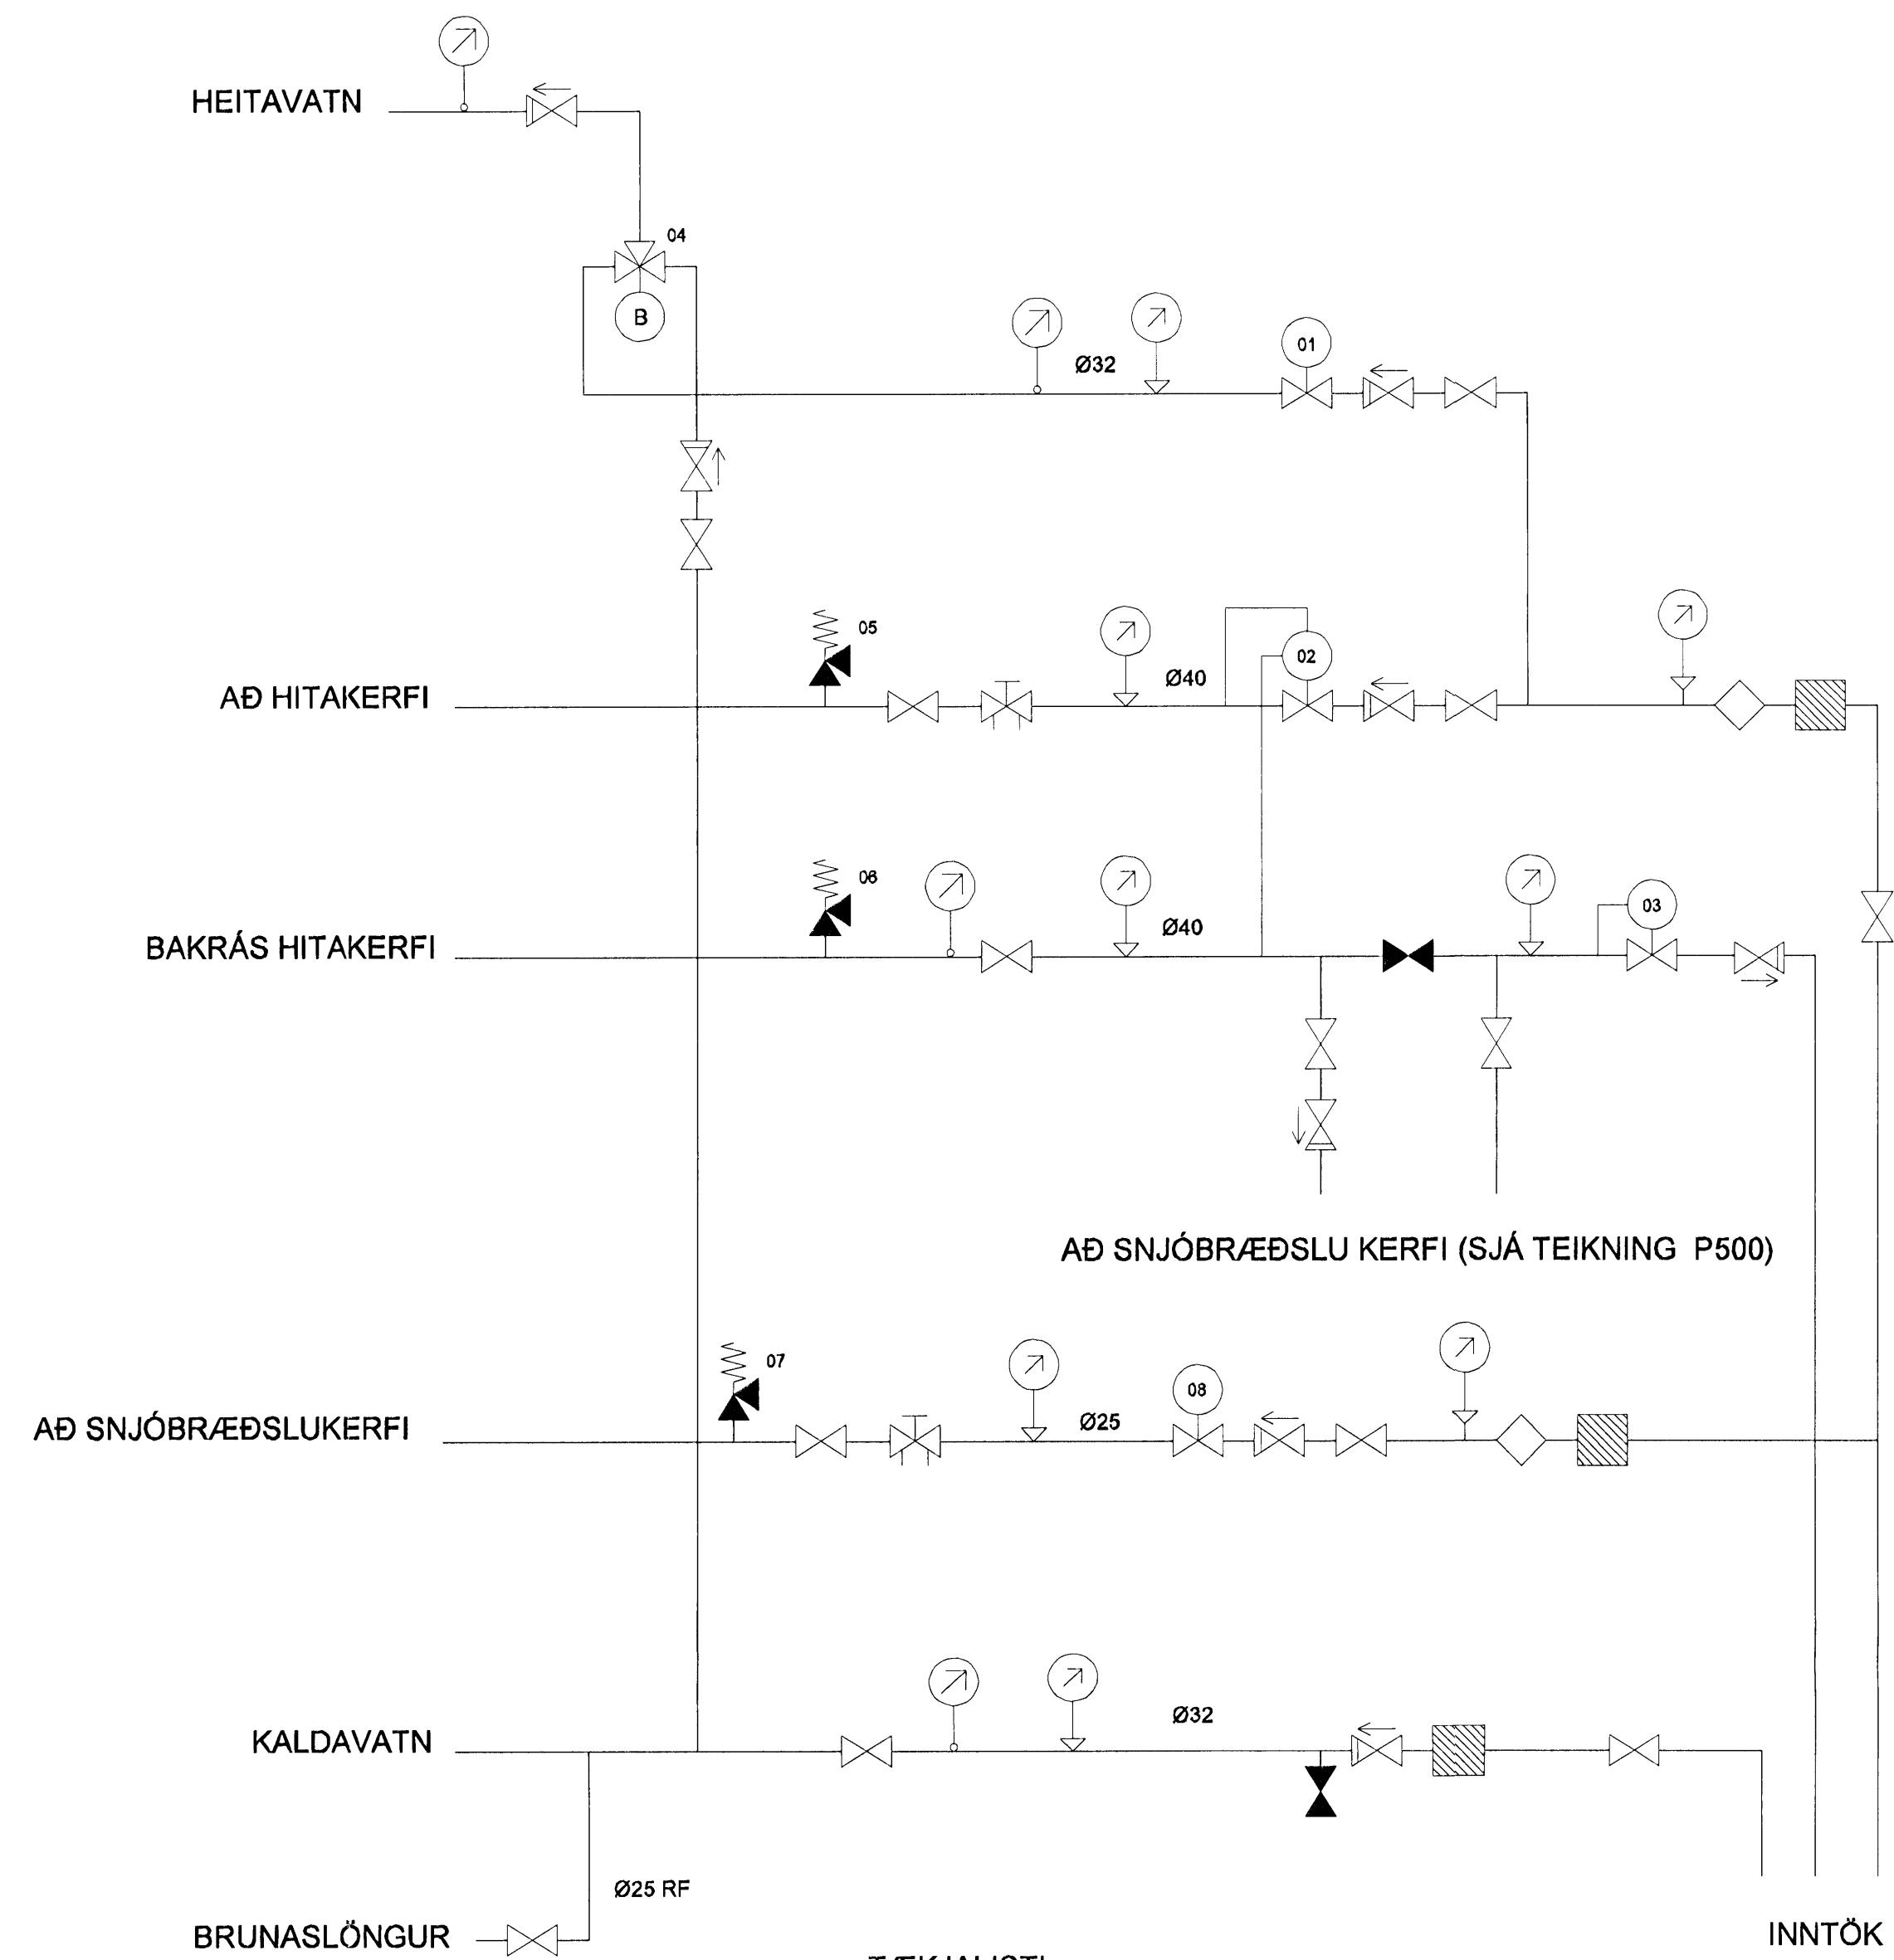 HEITAVATN
04
B
Ø32
01
05
AÐ HITAKERFI
Ø40
02
06
BAKRÁS HITAKERFI
Ø40
03
AÐ SNJÓBRÆÐSLU KERFI (SJÁ TEIKNING P500)
07
AÐ SNJÓBRÆÐSLUKERFI
Ø25
08
KALDAVATN
Ø32
Ø25 RF
BRUNASLÖNGUR
INNTÖK